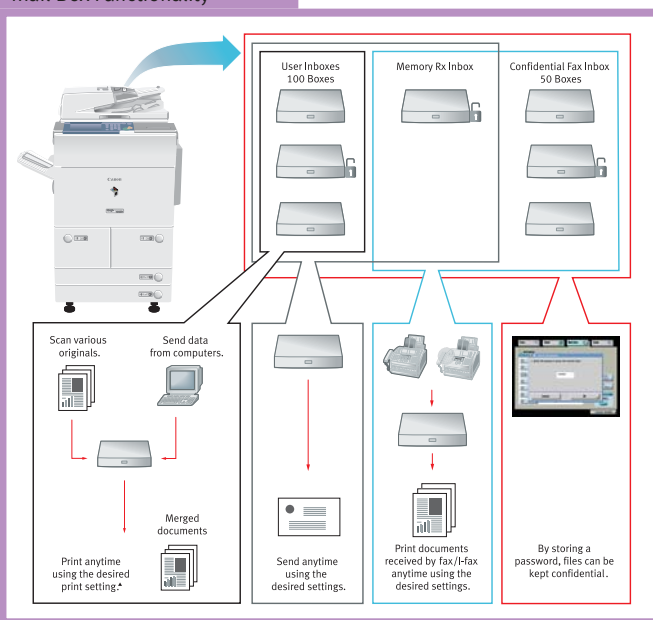 Mail Box Functionality
User Inboxes
100 Boxes
Memory Rx Inbox
Confidential Fax Inbox
50 Boxes
Canon
Scan various
originals.
Send data
from computers.
Merged
documents
Print anytime
using the desired
print setting.▲
Send anytime
using the
desired settings.
Print documents
received by fax/I-fax
anytime using the
desired settings.
By storing a
password, files can be
kept confidential.